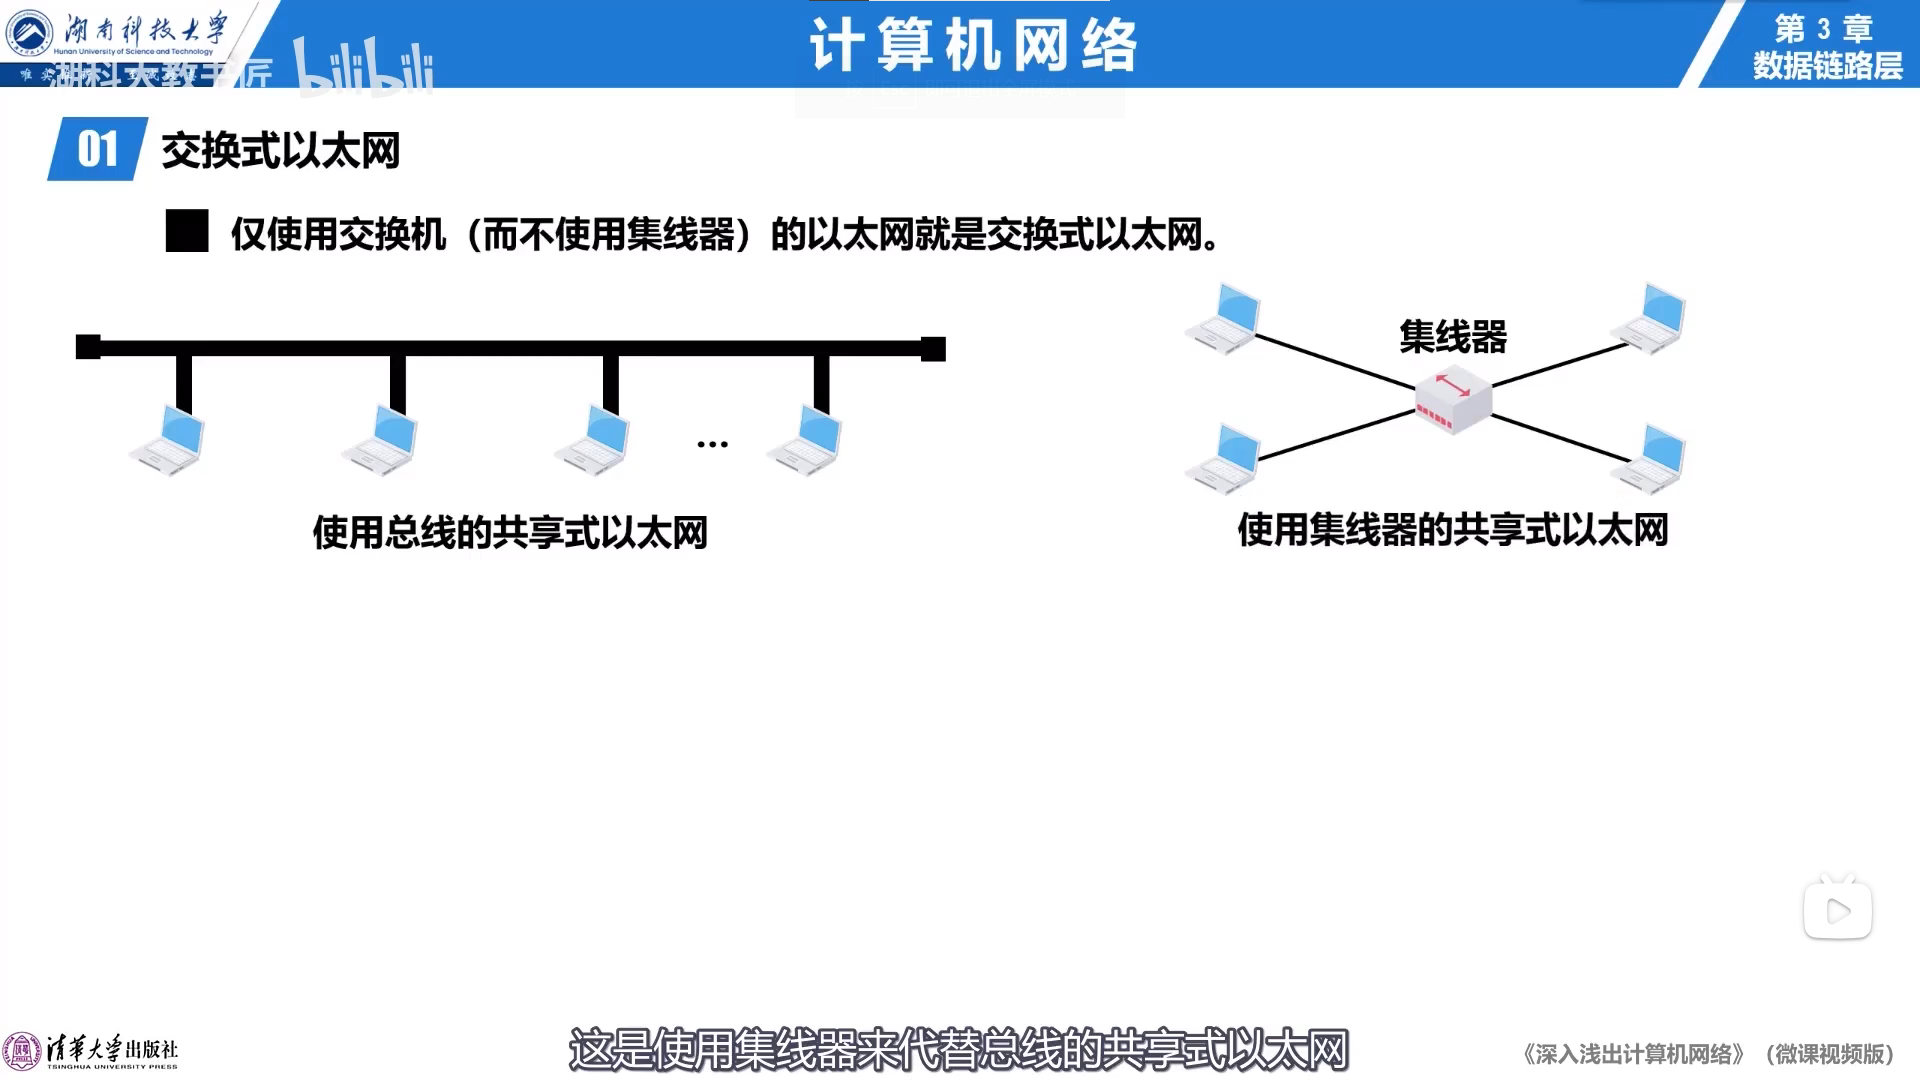 湖南科技大学
Hunan University of Science and Technology
湖科大教书匠 bilibili
计算机网络
第 3 章
数据链路层
01 交换式以太网
仅使用交换机（而不使用集线器）的以太网就是交换式以太网。
集线器
...
使用总线的共享式以太网
使用集线器的共享式以太网
这是使用集线器来代替总线的共享式以太网
清华大学出版社
TSINGHUA UNIVERSITY PRESS
《深入浅出计算机网络》（微课视频版）